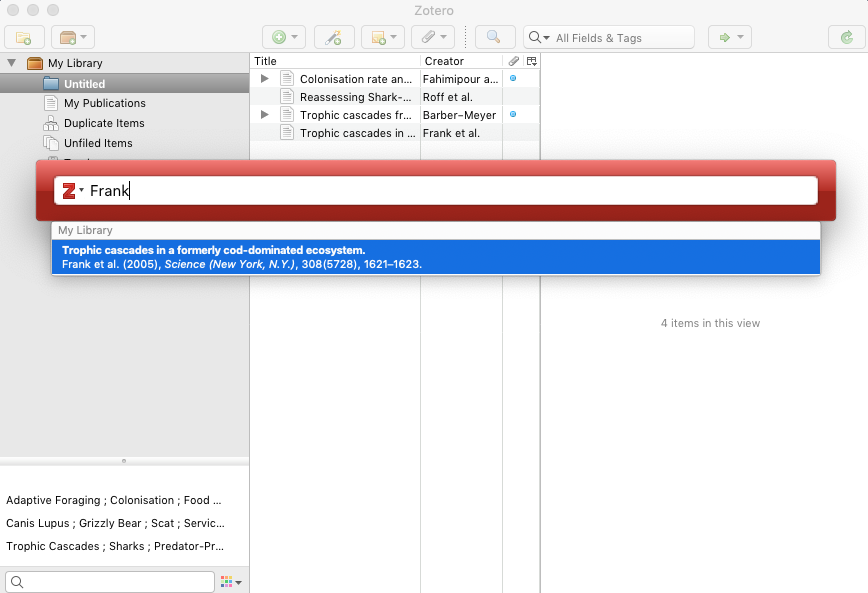 Zotero
All Fields & Tags
My Library
Untitled
My Publications
Duplicate Items
Unfiled Items
Title Creator
Colonisation rate an... Fahimipour a...
Reassessing Shark-... Roff et al.
Trophic cascades fr... Barber-Meyer
Trophic cascades in ... Frank et al.
Z Frank
My Library
Trophic cascades in a formerly cod-dominated ecosystem.
Frank et al. (2005), Science (New York, N.Y.), 308(5728), 1621–1623.
4 items in this view
Adaptive Foraging ; Colonisation ; Food ...
Canis Lupus ; Grizzly Bear ; Scat ; Servic...
Trophic Cascades ; Sharks ; Predator-Pr...